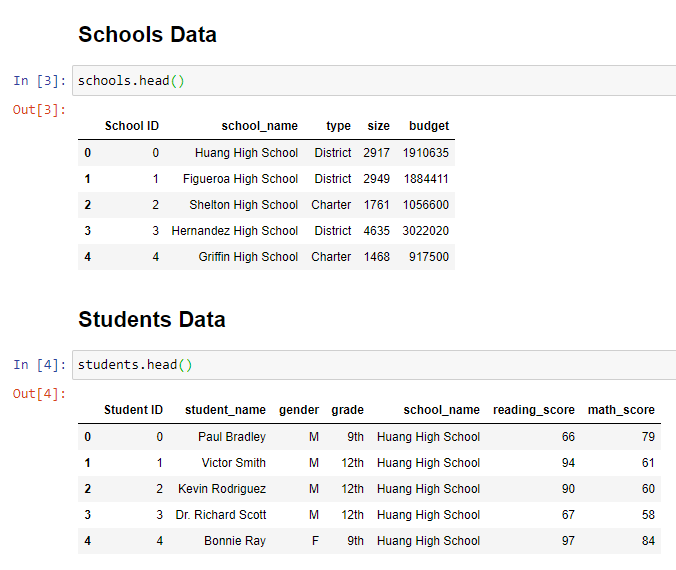 Schools Data
In [3]: schools.head()
Out[3]:
School ID school_name type size budget
0 0 Huang High School District 2917 1910635
1 1 Figueroa High School District 2949 1884411
2 2 Shelton High School Charter 1761 1056600
3 3 Hernandez High School District 4635 3022020
4 4 Griffin High School Charter 1468 917500
Students Data
In [4]: students.head()
Out[4]:
Student ID student_name gender grade school_name reading_score math_score
0 0 Paul Bradley M 9th Huang High School 66 79
1 1 Victor Smith M 12th Huang High School 94 61
2 2 Kevin Rodriguez M 12th Huang High School 90 60
3 3 Dr. Richard Scott M 12th Huang High School 67 58
4 4 Bonnie Ray F 9th Huang High School 97 84